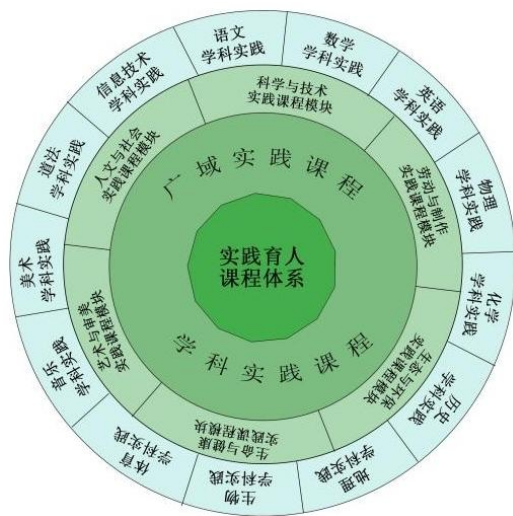 实践育人
课程体系
广域实践课程
学科实践课程
科学与技术
实践课程模块
劳动与制作
实践课程模块
生态与环保
实践课程模块
生命与健康
实践课程模块
艺术与审美
实践课程模块
人文与社会
实践课程模块
语文
学科实践
数学
学科实践
英语
学科实践
物理
学科实践
化学
学科实践
历史
学科实践
地理
学科实践
生物
学科实践
体育
学科实践
音乐
学科实践
美术
学科实践
道法
学科实践
信息技术
学科实践